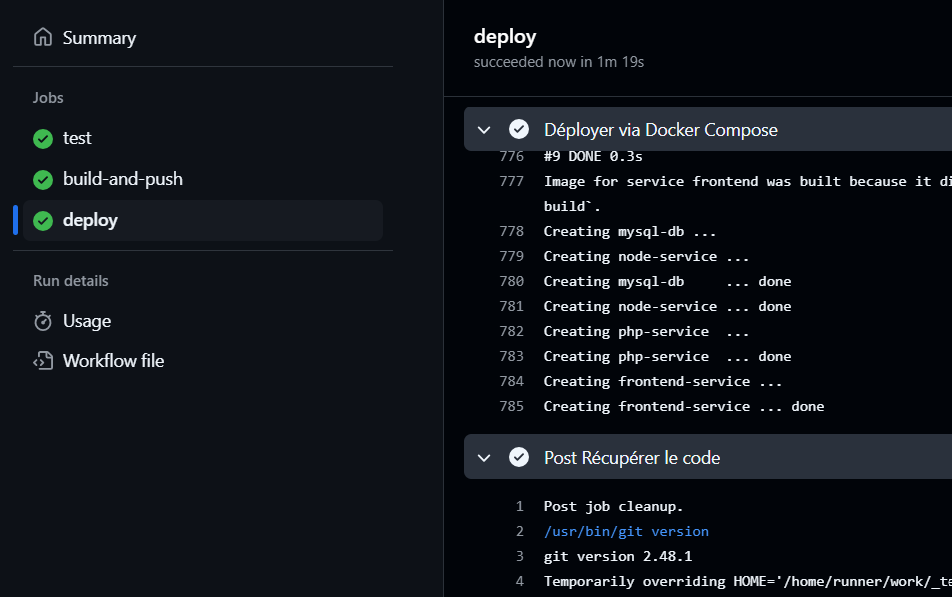 Summary
Jobs
test
build-and-push
deploy
Run details
Usage
Workflow file
deploy
succeeded now in 1m 19s
Déployer via Docker Compose
776 #9 DONE 0.3s
777 Image for service frontend was built because it di
build`.
778 Creating mysql-db ...
779 Creating node-service ...
780 Creating mysql-db     ... done
781 Creating node-service ... done
782 Creating php-service  ...
783 Creating php-service  ... done
784 Creating frontend-service ...
785 Creating frontend-service ... done
Post Récupérer le code
1 Post job cleanup.
2 /usr/bin/git version
3 git version 2.48.1
4 Temporarily overriding HOME='/home/runner/work/_te